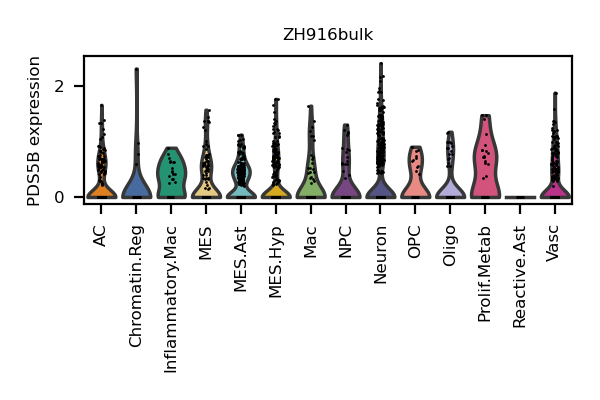 ZH916bulk
PDS5B expression
2
0
AC
Chromatin.Reg
Inflammatory.Mac
MES
MES.Ast
MES.Hyp
Mac
NPC
Neuron
OPC
Oligo
Prolif.Metab
Reactive.Ast
Vasc